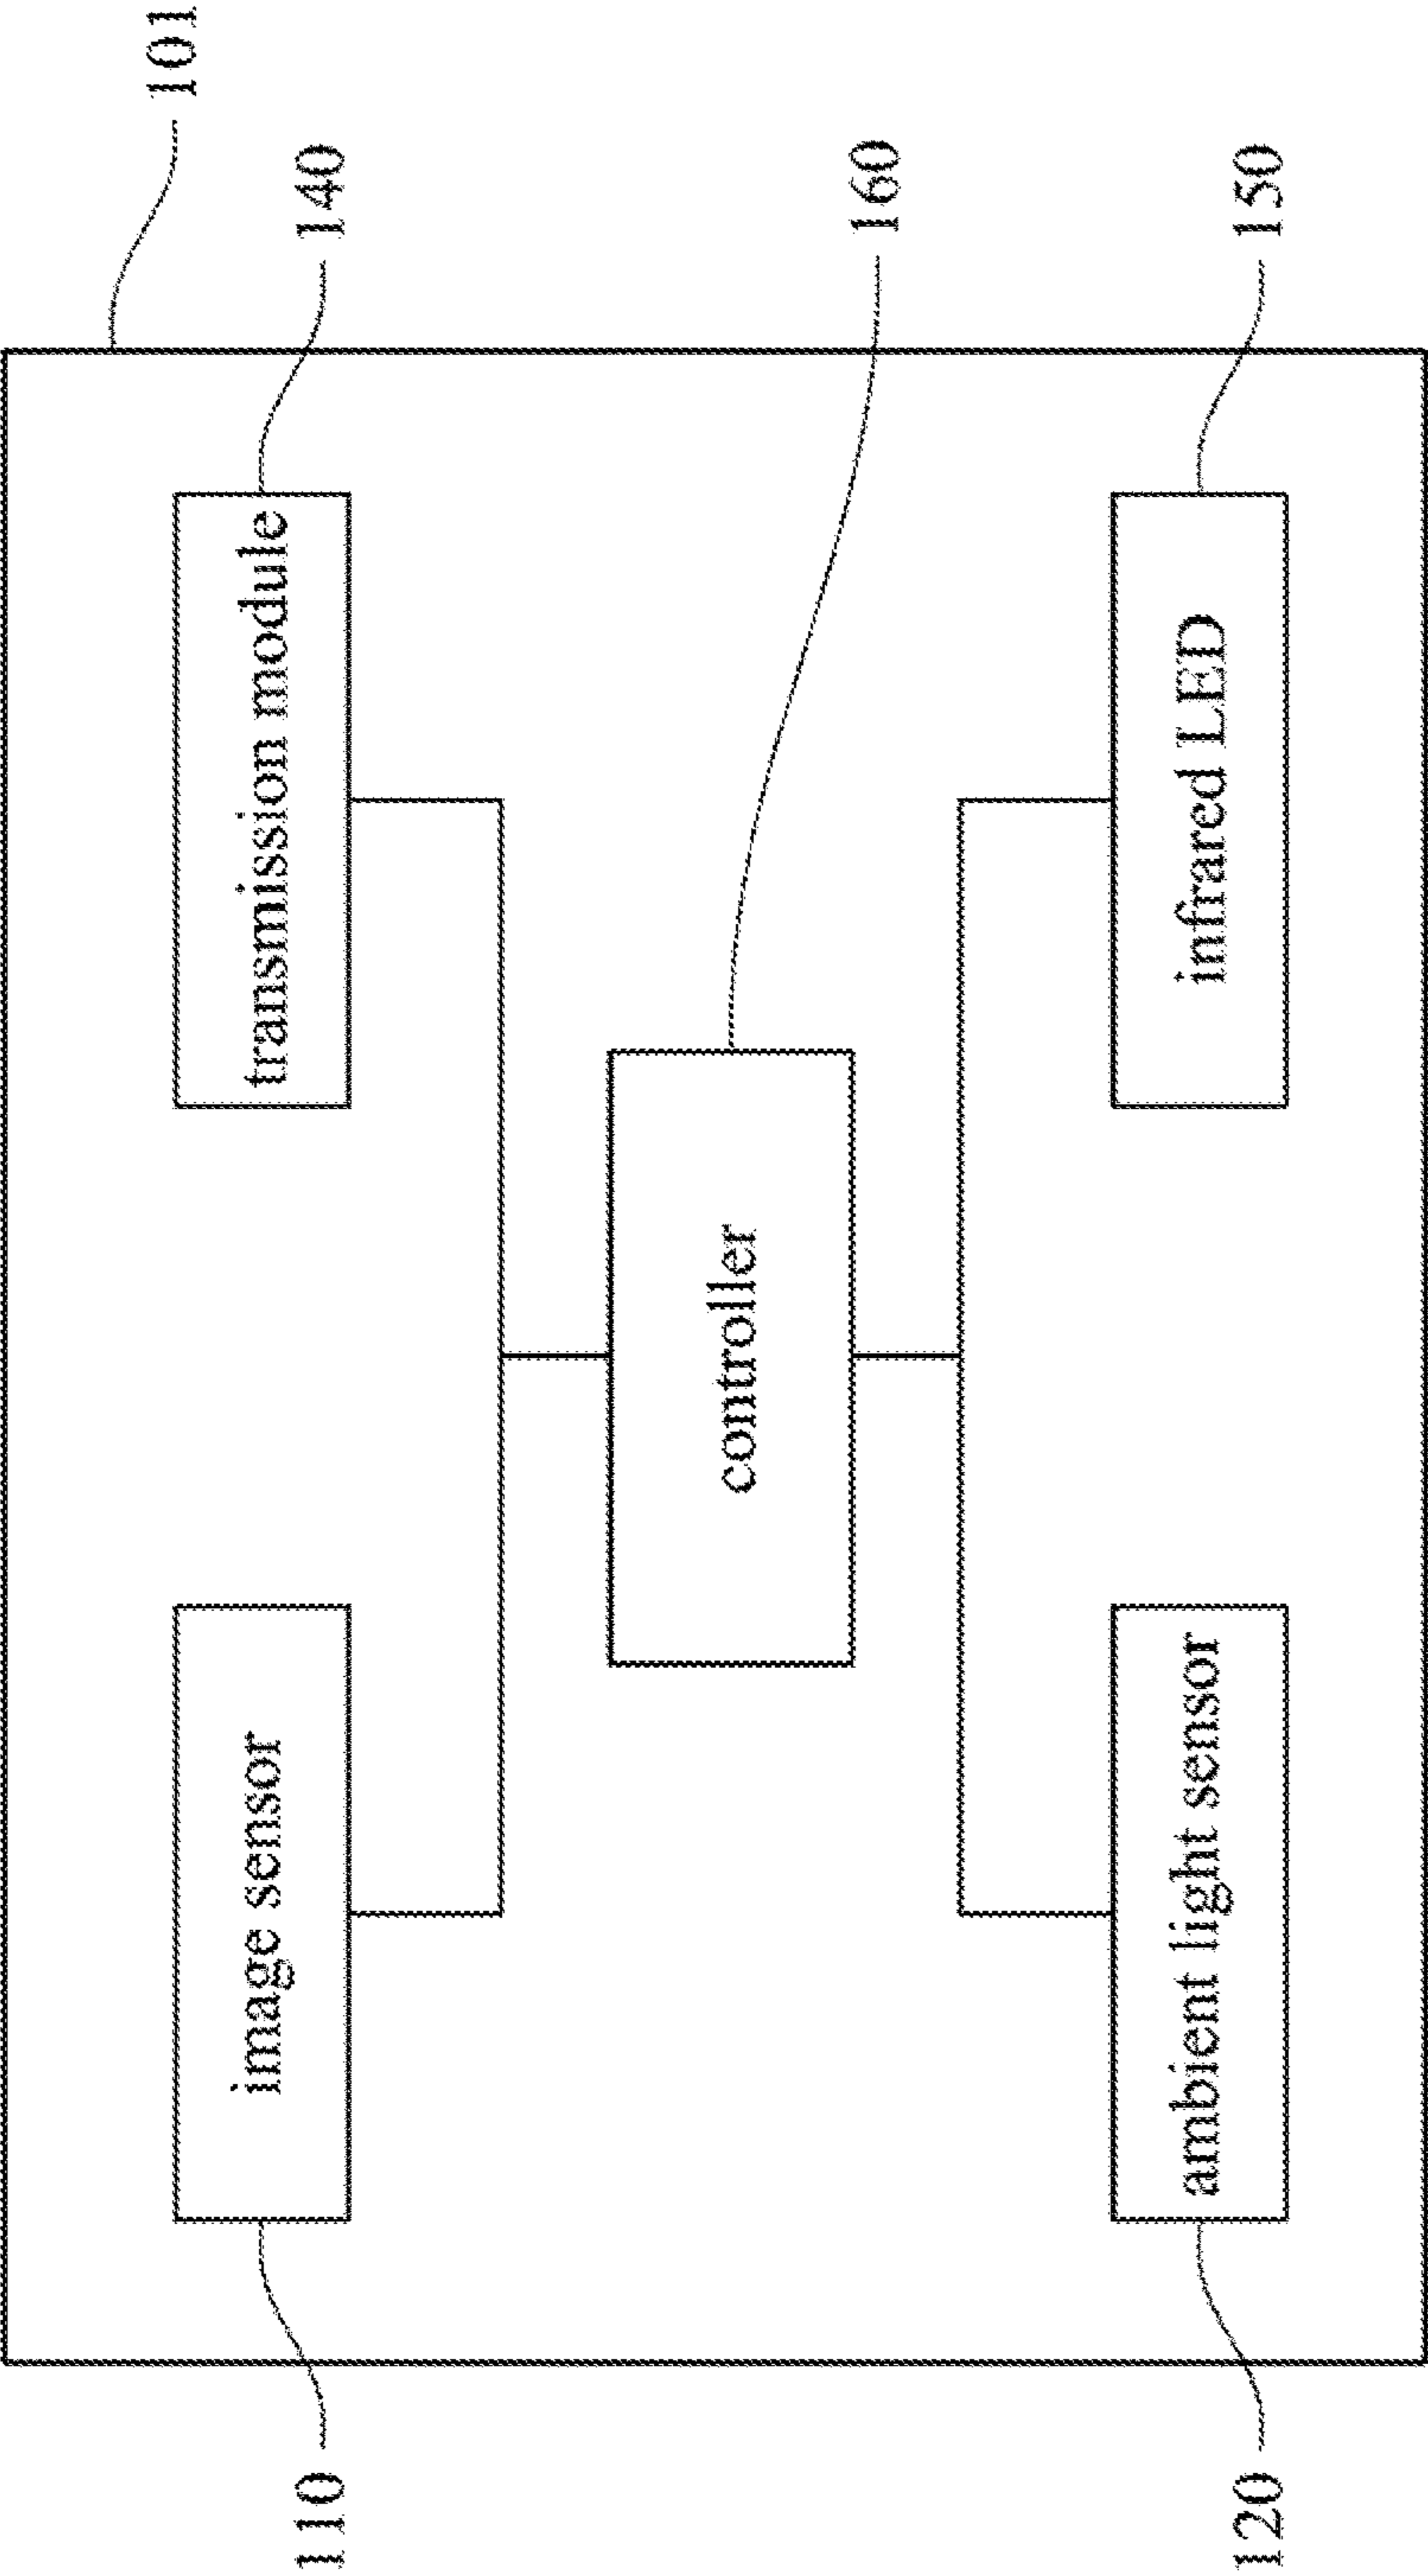 101
image sensor
transmission module
110
140
controller
160
ambient light sensor
infrared LED
120
150